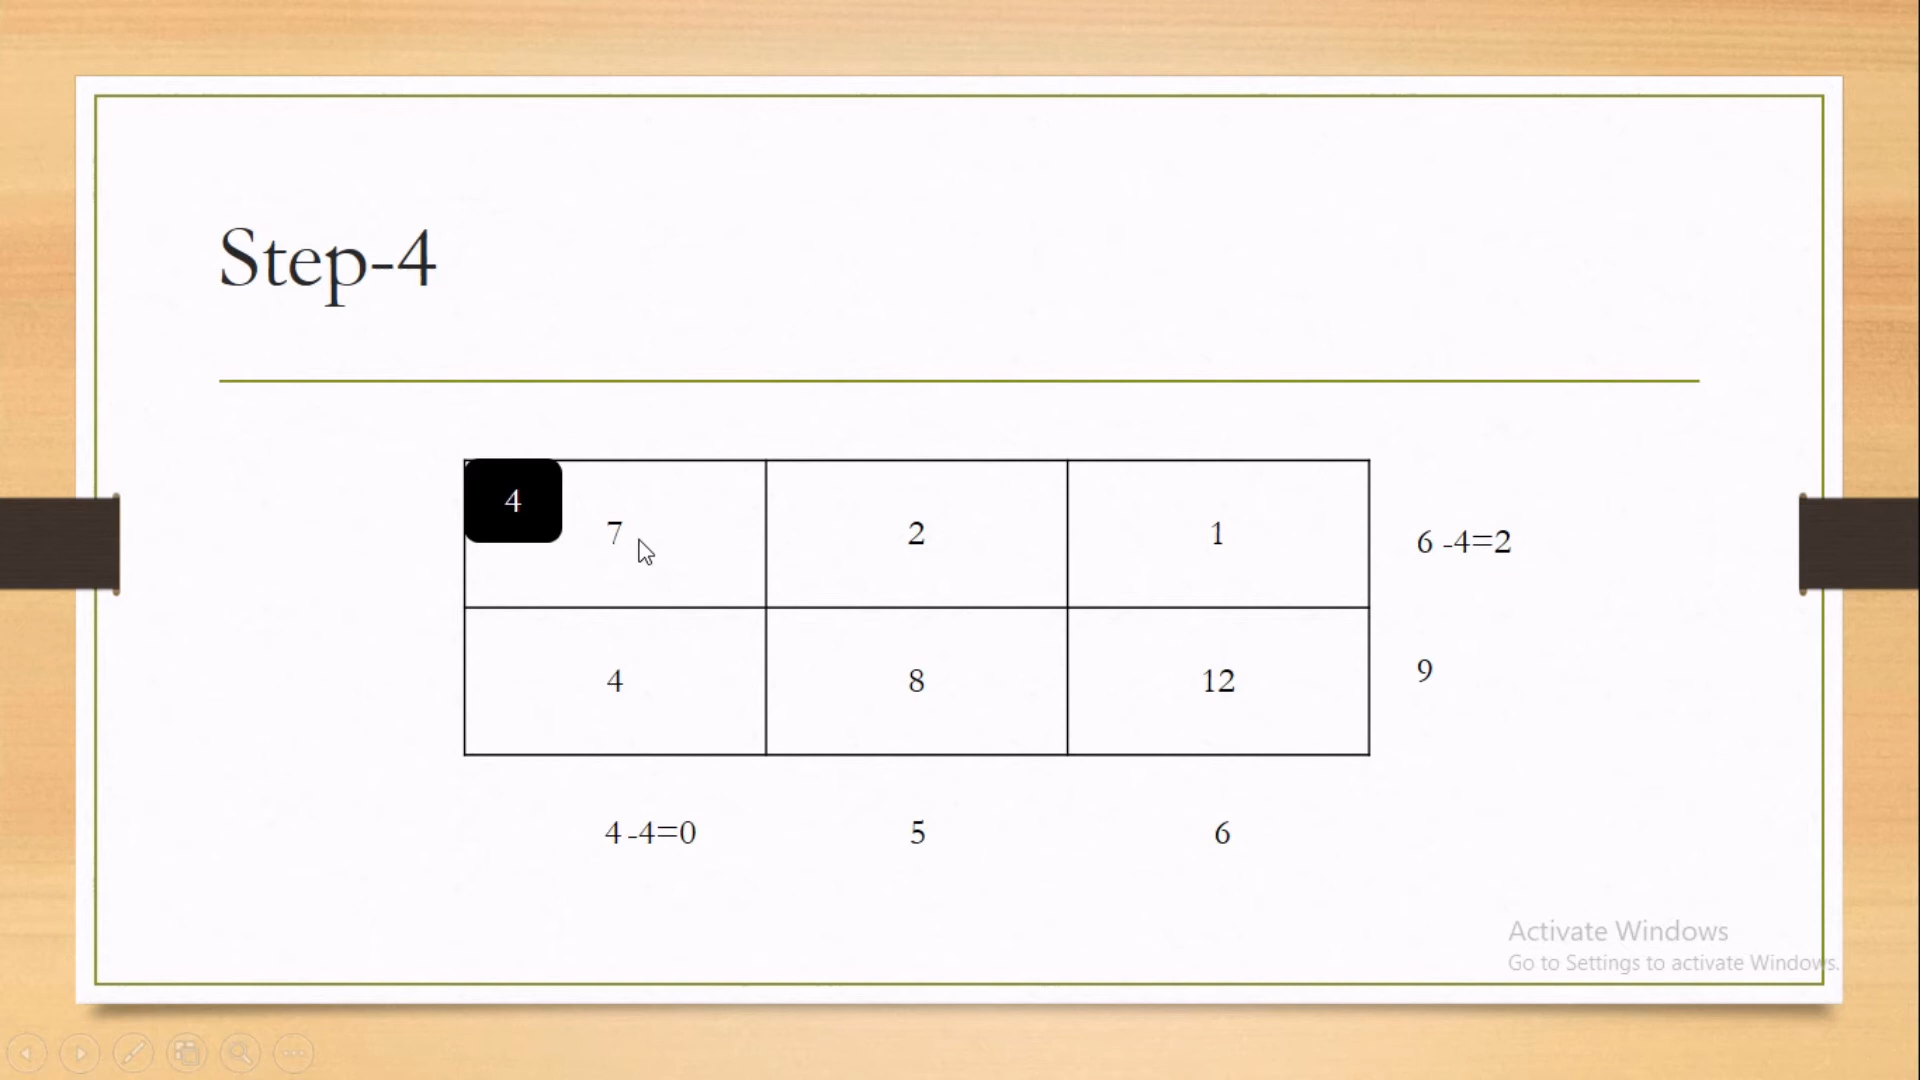 Step-4
4
7 2 1 6 -4=2
4 8 12 9
4 -4=0 5 6
Activate Windows
Go to Settings to activate Windows.